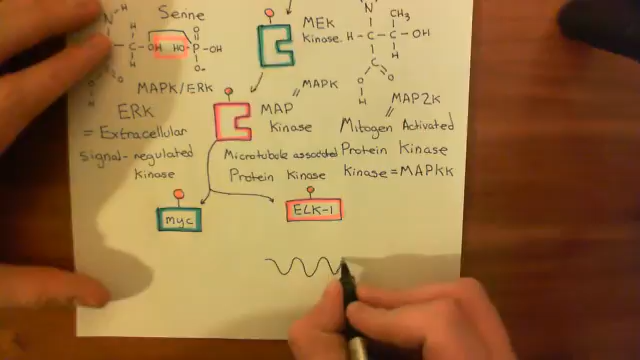 Serine
N-H
H
C-OH HO-P-OH
O
O-
H
MEK
Kinase
N
CH₃
H-C-C-OH
H
C
O
O
H
MAPK/ERK
MAPK
MAP2K
ERK
MAP
Kinase
= Extracellular
Signal-regulated
Kinase
Mitogen Activated
Protein Kinase
Kinase = MAPKK
Microtubule associated
Protein Kinase
myc
ELK-1